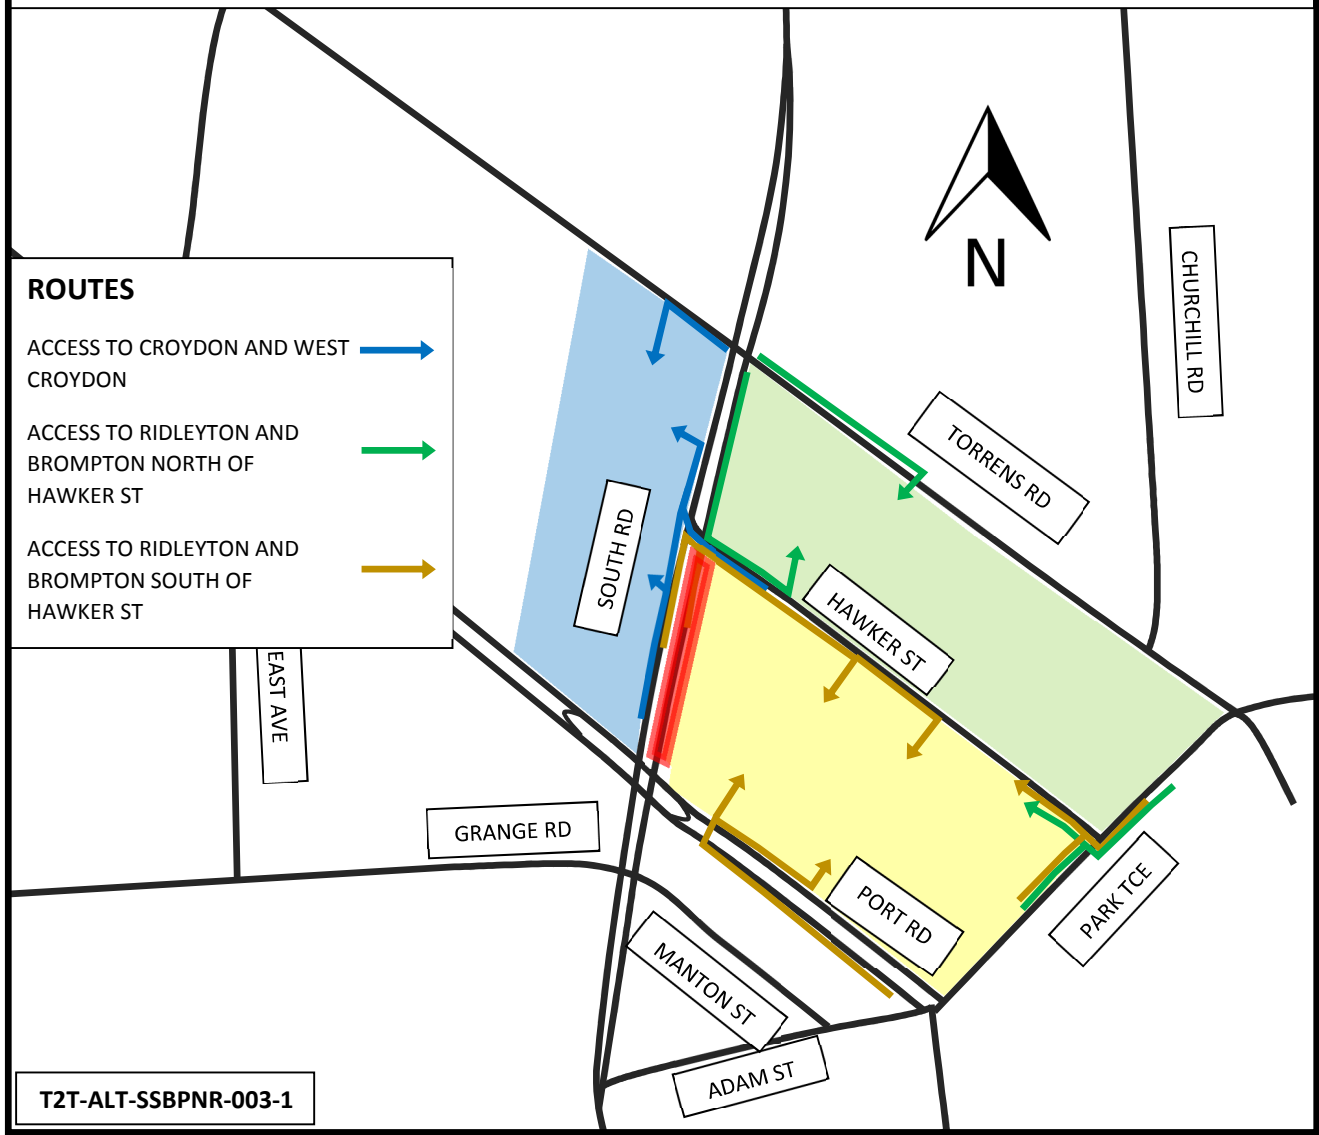 N
CHURCHILL RD
ROUTES
ACCESS TO CROYDON AND WEST
CROYDON
ACCESS TO RIDLEYTON AND
BROMPTON NORTH OF
HAWKER ST
ACCESS TO RIDLEYTON AND
BROMPTON SOUTH OF
HAWKER ST
TORRENS RD
SOUTH RD
HAWKER ST
EAST AVE
GRANGE RD
PORT RD
PARK TCE
MANTON ST
ADAM ST
T2T-ALT-SSBPNR-003-1